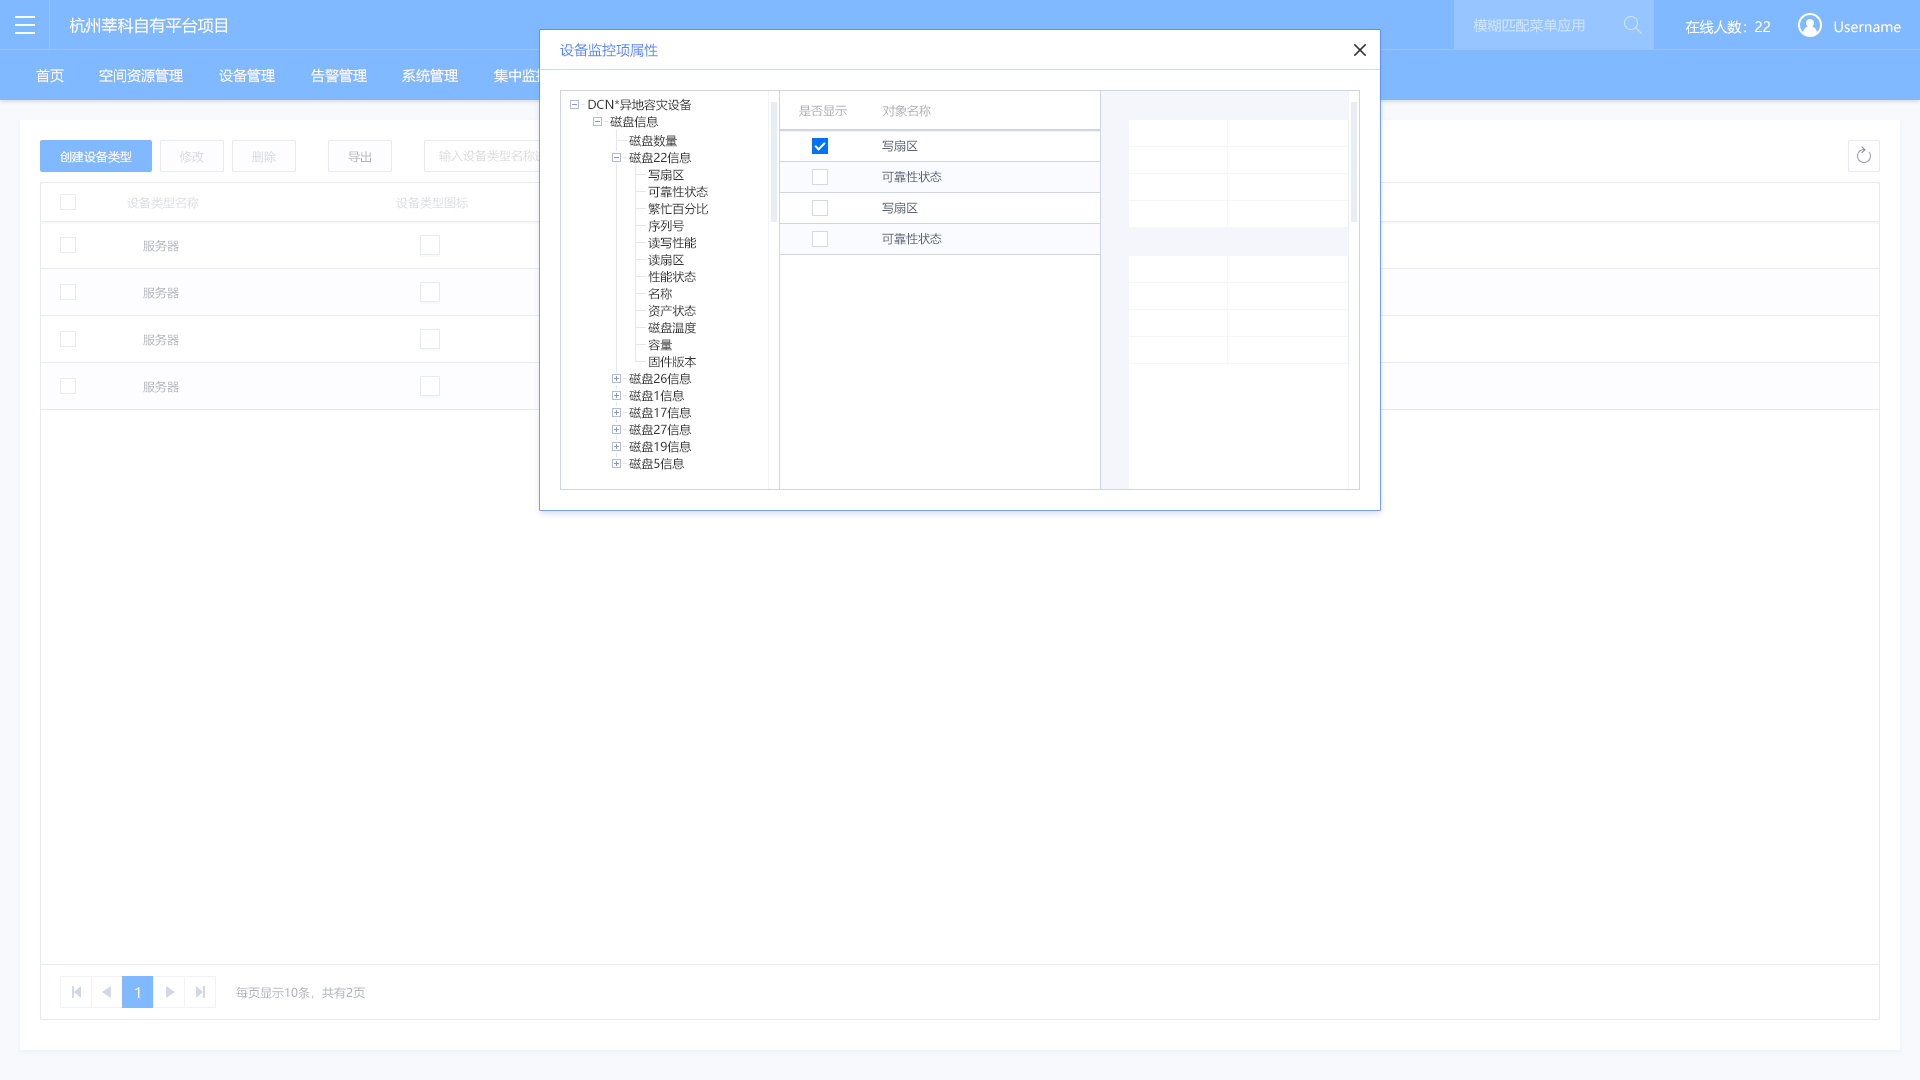 杭州莘科自有平台项目
模糊匹配菜单应用
在线人数：22
Username
首页
空间资源管理
设备管理
告警管理
系统管理
集中监
设备监控项属性
创建设备类型
修改
删除
导出
输入设备类型名称
设备类型名称
设备类型图标
服务器
服务器
服务器
服务器
DCN*异地容灾设备
磁盘信息
磁盘数量
磁盘22信息
写扇区
可靠性状态
繁忙百分比
序列号
读写性能
读扇区
性能状态
名称
资产状态
磁盘温度
容量
固件版本
磁盘26信息
磁盘1信息
磁盘17信息
磁盘27信息
磁盘19信息
磁盘5信息
是否显示
对象名称
写扇区
可靠性状态
写扇区
可靠性状态
1
每页显示10条，共有2页